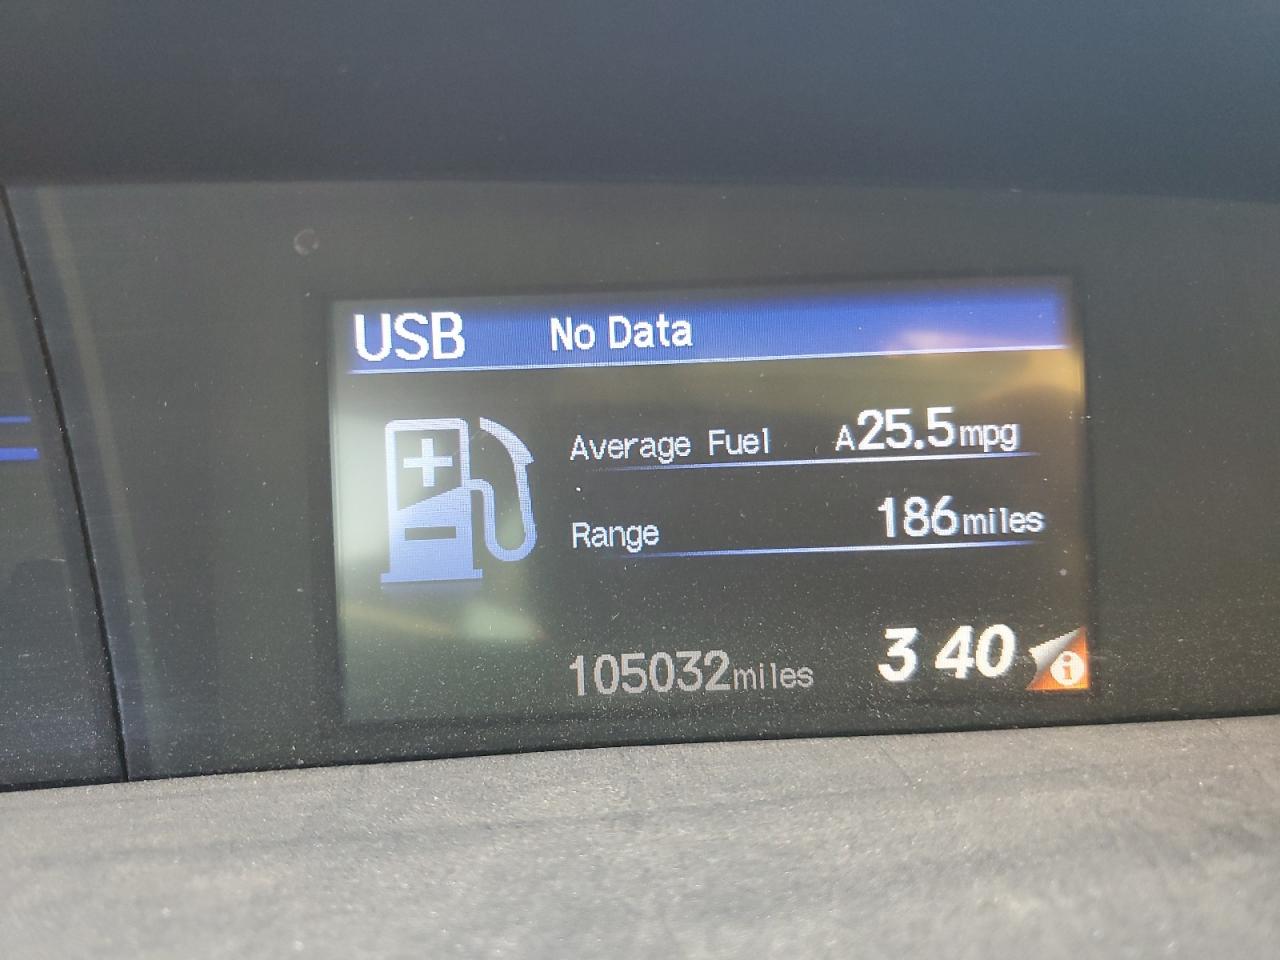 USB No Data
Average Fuel A25.5mpg
Range 186miles
105032miles 3 40 i